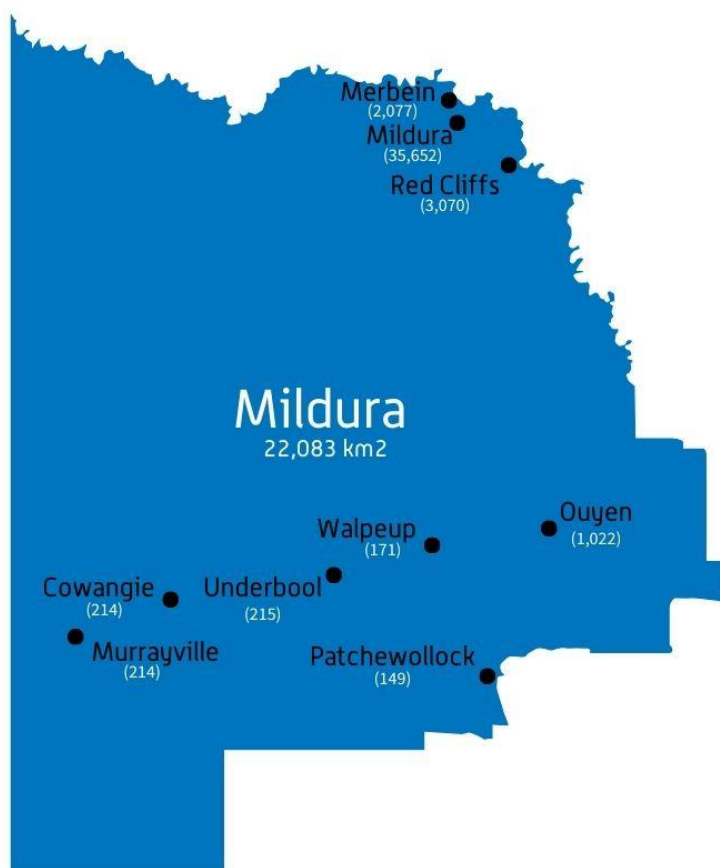 Merbein
(2,077)
Mildura
(35,652)
Red Cliffs
(3,070)
Mildura
22,083 km2
Ouyen
(1,022)
Walpeup
(171)
Underbool
(215)
Cowangie
(214)
Murrayville
(214)
Patchewollock
(149)